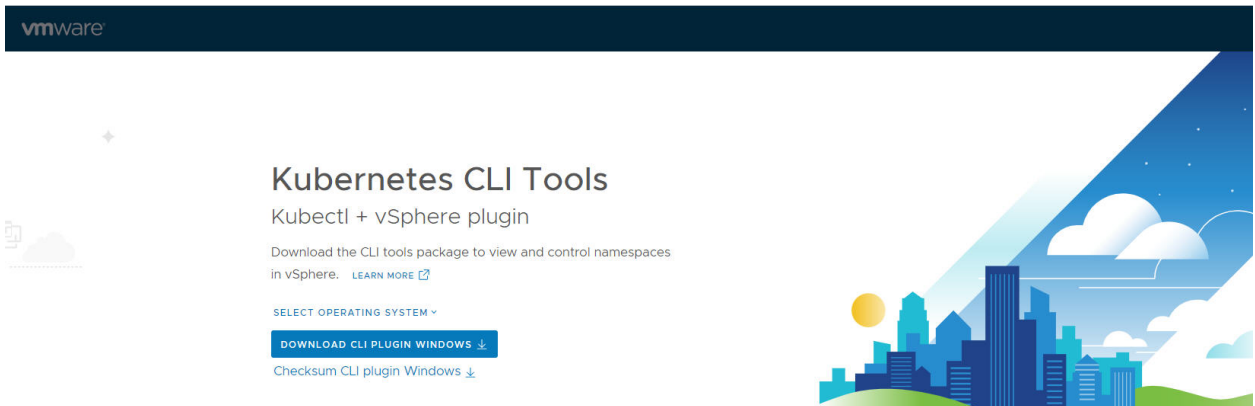 vmware
Kubernetes CLI Tools
Kubectl + vSphere plugin
Download the CLI tools package to view and control namespaces
in vSphere. LEARN MORE
SELECT OPERATING SYSTEM
DOWNLOAD CLI PLUGIN WINDOWS
Checksum CLI plugin Windows